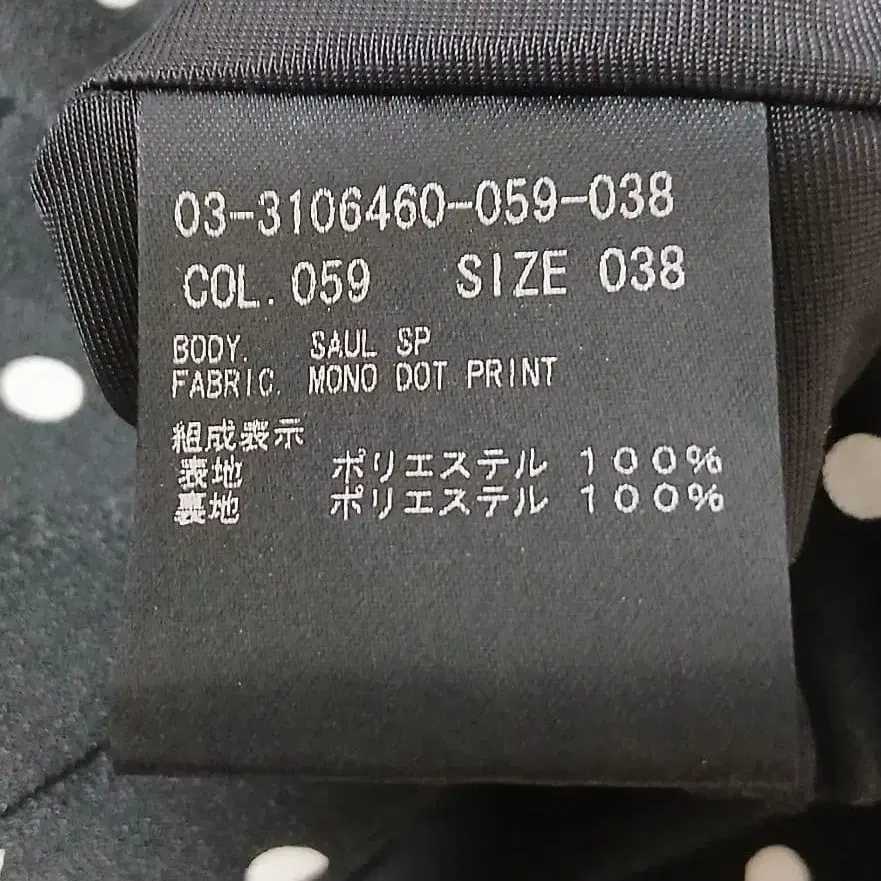 03-3106460-059-038
COL. 059 SIZE 038
BODY. SAUL SP
FABRIC. MONO DOT PRINT
組成表示
表地 ポリエステル 100%
裏地 ポリエステル 100%